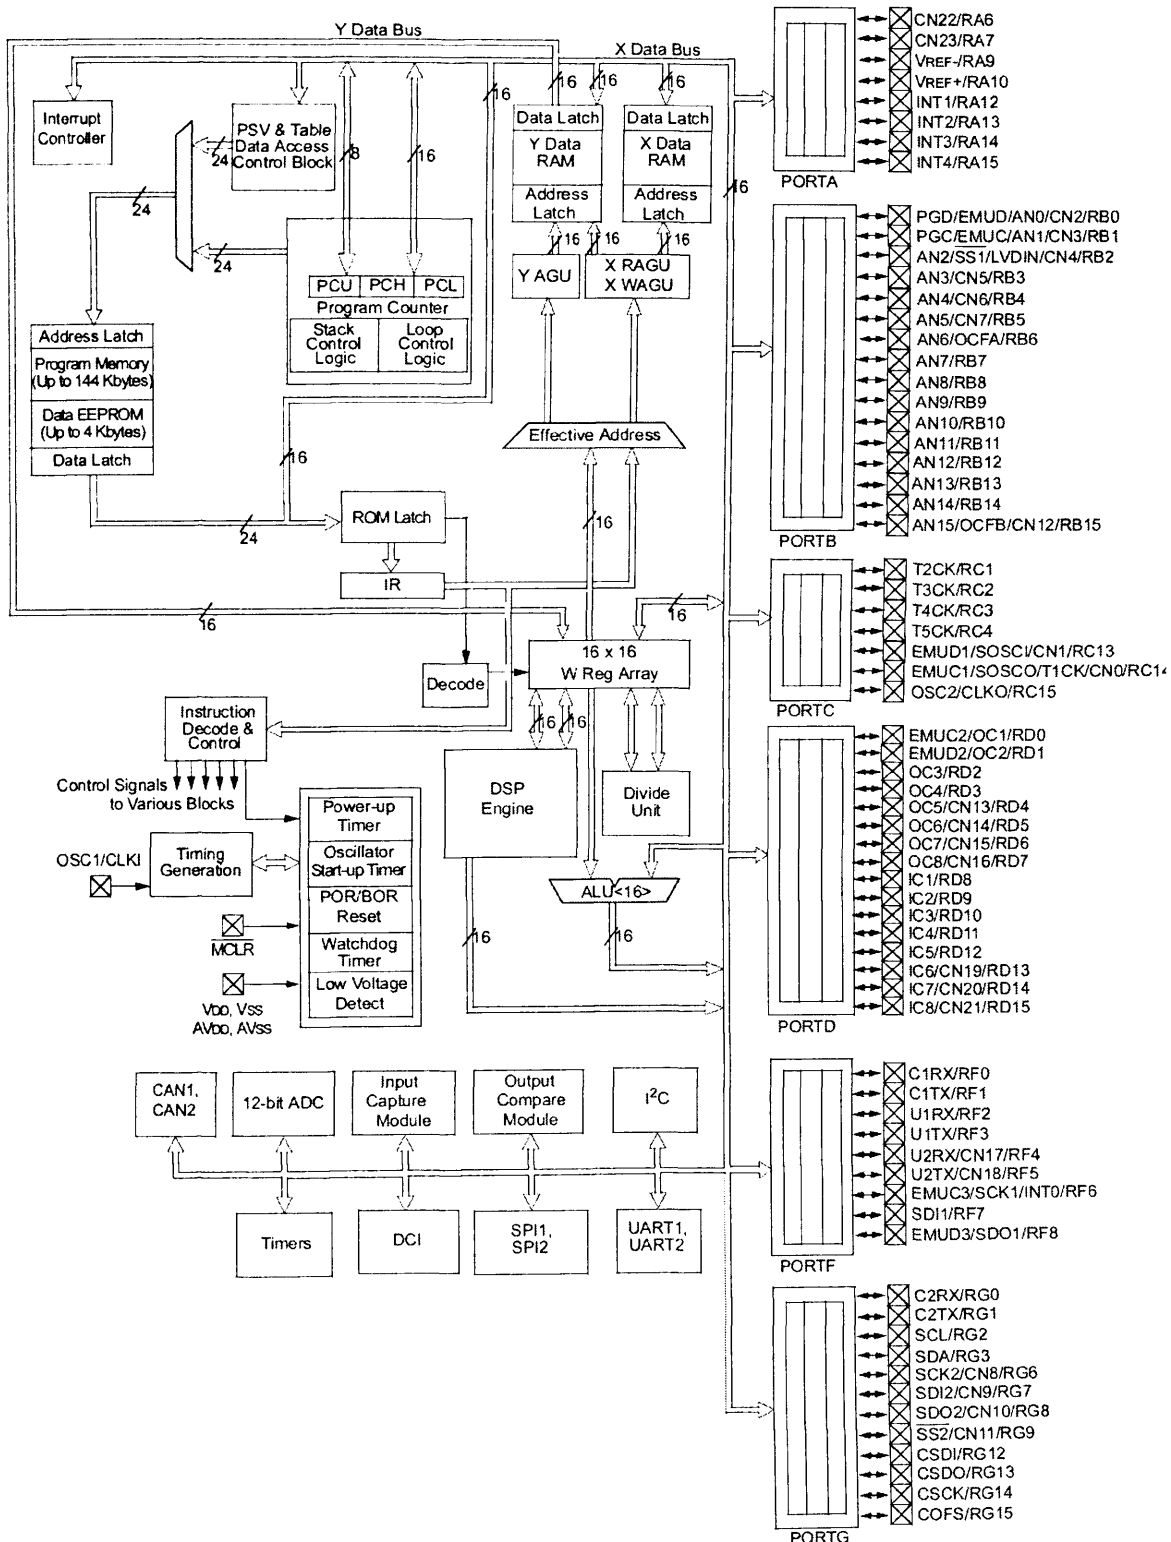 Y Data Bus
X Data Bus
16
16
16
16
16
8
16
16
Interrupt
Controller
PSV & Table
Data Access
Control Block
24
24
24
Data Latch
Y Data
RAM
Address
Latch
Data Latch
X Data
RAM
Address
Latch
16
16
16
Y AGU
X RAGU
X WAGU
PCU
PCH
PCL
Program Counter
Stack
Control
Logic
Loop
Control
Logic
Address Latch
Program Memory
(Up to 144 Kbytes)
Data EEPROM
(Up to 4 Kbytes)
Data Latch
Effective Address
16
24
ROM Latch
16
IR
16
16
16 x 16
W Reg Array
Decode
Instruction
Decode &
Control
16
16
Control Signals
to Various Blocks
DSP
Engine
Divide
Unit
Power-up
Timer
Oscillator
Start-up Timer
POR/BOR
Reset
Watchdog
Timer
Low Voltage
Detect
OSC1/CLKI
Timing
Generation
MCLR
VDD, VSS
AVDD, AVSS
ALU<16>
16
16
CAN1,
CAN2
12-bit ADC
Input
Capture
Module
Output
Compare
Module
I²C
Timers
DCI
SPI1,
SPI2
UART1,
UART2
CN22/RA6
CN23/RA7
VREF-/RA9
VREF+/RA10
INT1/RA12
INT2/RA13
INT3/RA14
INT4/RA15
PORTA
PGD/EMUD/AN0/CN2/RB0
PGC/EMUC/AN1/CN3/RB1
AN2/SS1/LVDIN/CN4/RB2
AN3/CN5/RB3
AN4/CN6/RB4
AN5/CN7/RB5
AN6/OCFA/RB6
AN7/RB7
AN8/RB8
AN9/RB9
AN10/RB10
AN11/RB11
AN12/RB12
AN13/RB13
AN14/RB14
AN15/OCFB/CN12/RB15
PORTB
T2CK/RC1
T3CK/RC2
T4CK/RC3
T5CK/RC4
EMUD1/SOSCI/CN1/RC13
EMUC1/SOSCO/T1CK/CN0/RC14
OSC2/CLKO/RC15
PORTC
EMUC2/OC1/RD0
EMUD2/OC2/RD1
OC3/RD2
OC4/RD3
OC5/CN13/RD4
OC6/CN14/RD5
OC7/CN15/RD6
OC8/CN16/RD7
IC1/RD8
IC2/RD9
IC3/RD10
IC4/RD11
IC5/RD12
IC6/CN19/RD13
IC7/CN20/RD14
IC8/CN21/RD15
PORTD
C1RX/RF0
C1TX/RF1
U1RX/RF2
U1TX/RF3
U2RX/CN17/RF4
U2TX/CN18/RF5
EMUC3/SCK1/INT0/RF6
SDI1/RF7
EMUD3/SDO1/RF8
PORTF
C2RX/RG0
C2TX/RG1
SCL/RG2
SDA/RG3
SCK2/CN8/RG6
SDI2/CN9/RG7
SDO2/CN10/RG8
SS2/CN11/RG9
CSDI/RG12
CSDO/RG13
CSCK/RG14
COFS/RG15
PORTG